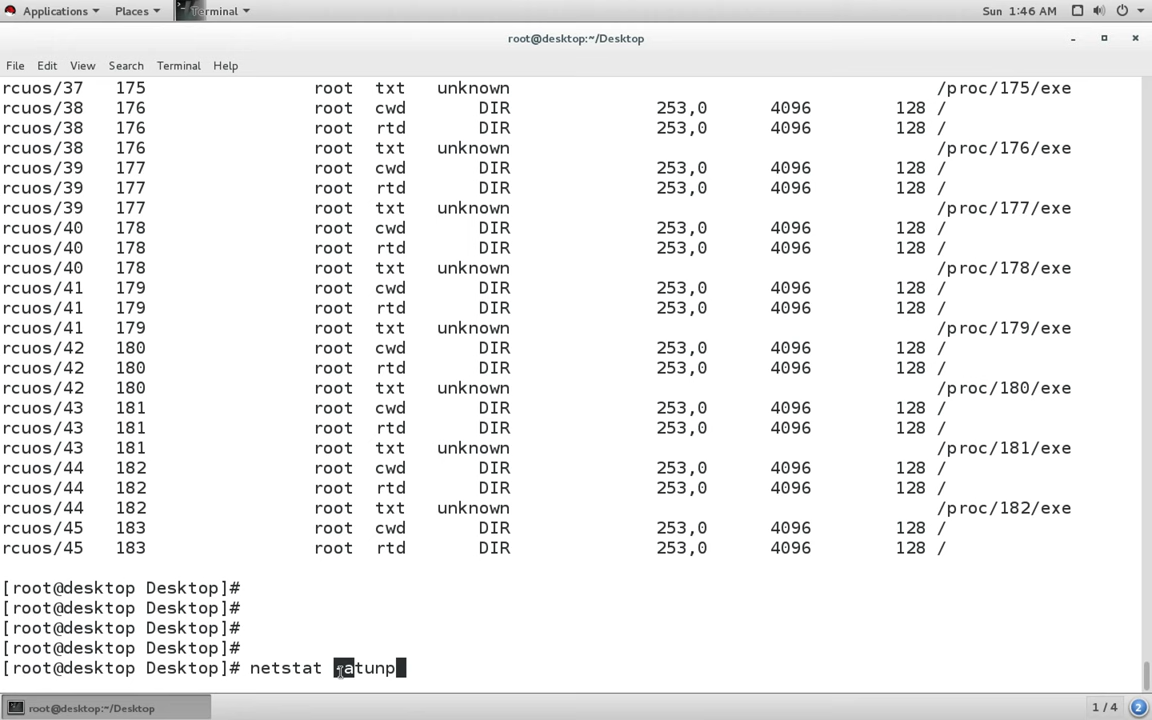 Applications Places Terminal Sun 1:46 AM
root@desktop:~/Desktop
File Edit View Search Terminal Help
rcuos/37 175 root txt unknown /proc/175/exe
rcuos/38 176 root cwd DIR 253,0 4096 128 /
rcuos/38 176 root rtd DIR 253,0 4096 128 /
rcuos/38 176 root txt unknown /proc/176/exe
rcuos/39 177 root cwd DIR 253,0 4096 128 /
rcuos/39 177 root rtd DIR 253,0 4096 128 /
rcuos/39 177 root txt unknown /proc/177/exe
rcuos/40 178 root cwd DIR 253,0 4096 128 /
rcuos/40 178 root rtd DIR 253,0 4096 128 /
rcuos/40 178 root txt unknown /proc/178/exe
rcuos/41 179 root cwd DIR 253,0 4096 128 /
rcuos/41 179 root rtd DIR 253,0 4096 128 /
rcuos/41 179 root txt unknown /proc/179/exe
rcuos/42 180 root cwd DIR 253,0 4096 128 /
rcuos/42 180 root rtd DIR 253,0 4096 128 /
rcuos/42 180 root txt unknown /proc/180/exe
rcuos/43 181 root cwd DIR 253,0 4096 128 /
rcuos/43 181 root rtd DIR 253,0 4096 128 /
rcuos/43 181 root txt unknown /proc/181/exe
rcuos/44 182 root cwd DIR 253,0 4096 128 /
rcuos/44 182 root rtd DIR 253,0 4096 128 /
rcuos/44 182 root txt unknown /proc/182/exe
rcuos/45 183 root cwd DIR 253,0 4096 128 /
rcuos/45 183 root rtd DIR 253,0 4096 128 /
[root@desktop Desktop]#
[root@desktop Desktop]#
[root@desktop Desktop]#
[root@desktop Desktop]#
[root@desktop Desktop]# netstat -atunp
root@desktop:~/Desktop 1 / 4 2